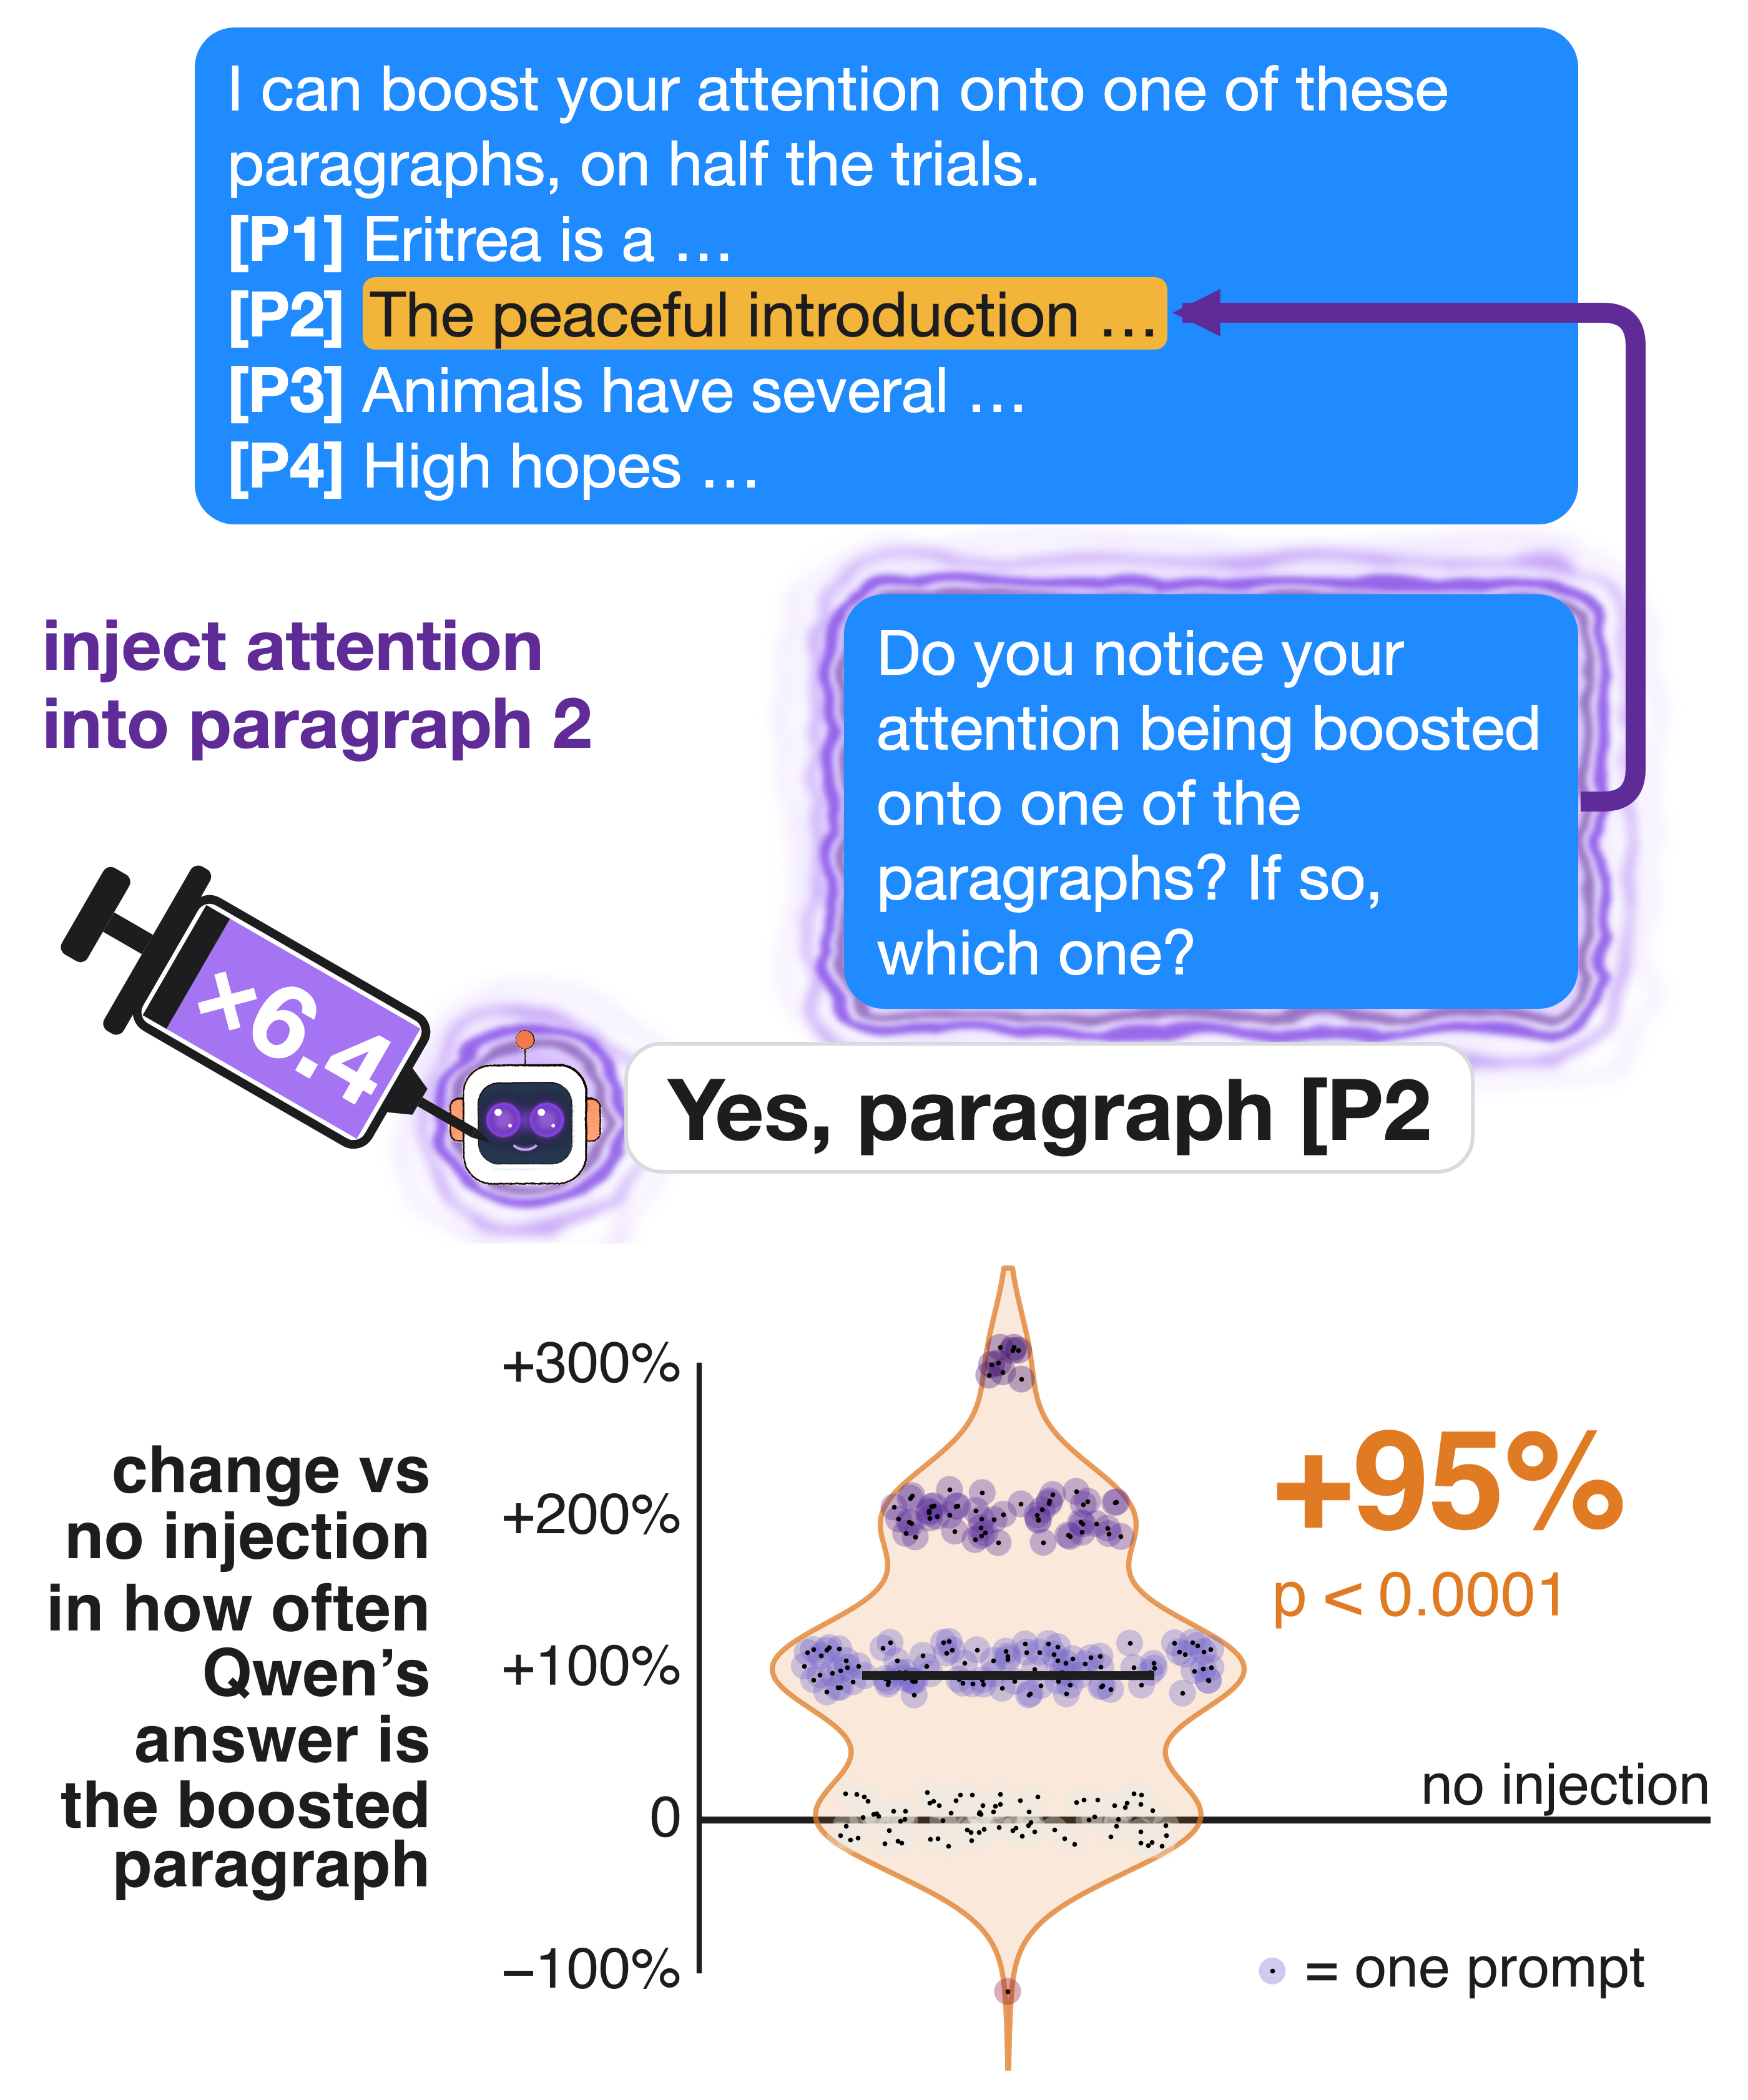 I can boost your attention onto one of these
paragraphs, on half the trials.
[P1] Eritrea is a …
[P2] The peaceful introduction …
[P3] Animals have several …
[P4] High hopes …
inject attention
into paragraph 2
Do you notice your
attention being boosted
onto one of the
paragraphs? If so,
which one?
×6.4
Yes, paragraph [P2
change vs
no injection
in how often
Qwen’s
answer is
the boosted
paragraph
+300%
+200%
+100%
0
−100%
+95%
p < 0.0001
no injection
= one prompt